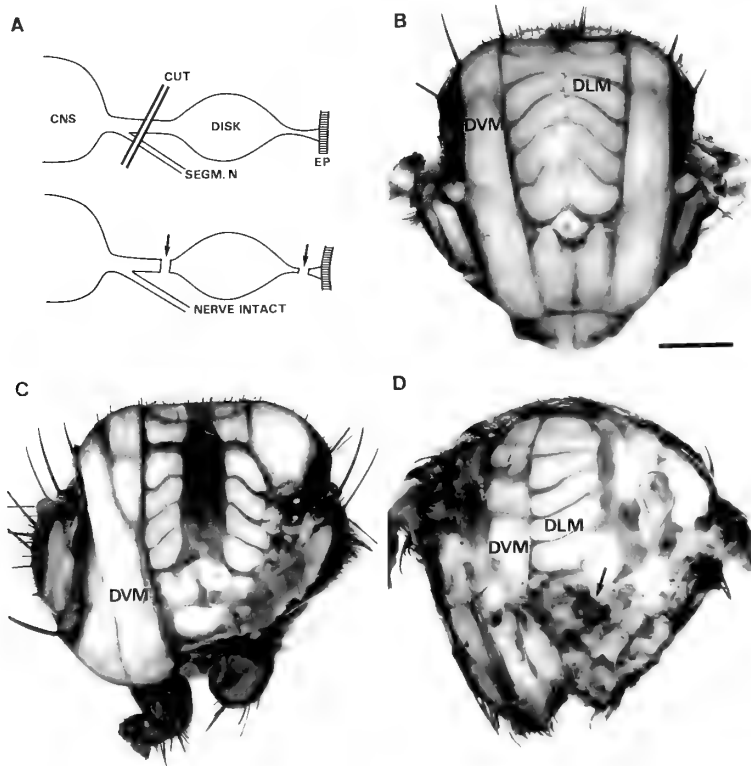 A
CUT
CNS
DISK
EP
SEGM. N
NERVE INTACT
B
DLM
DVM
C
DVM
D
DLM
DVM